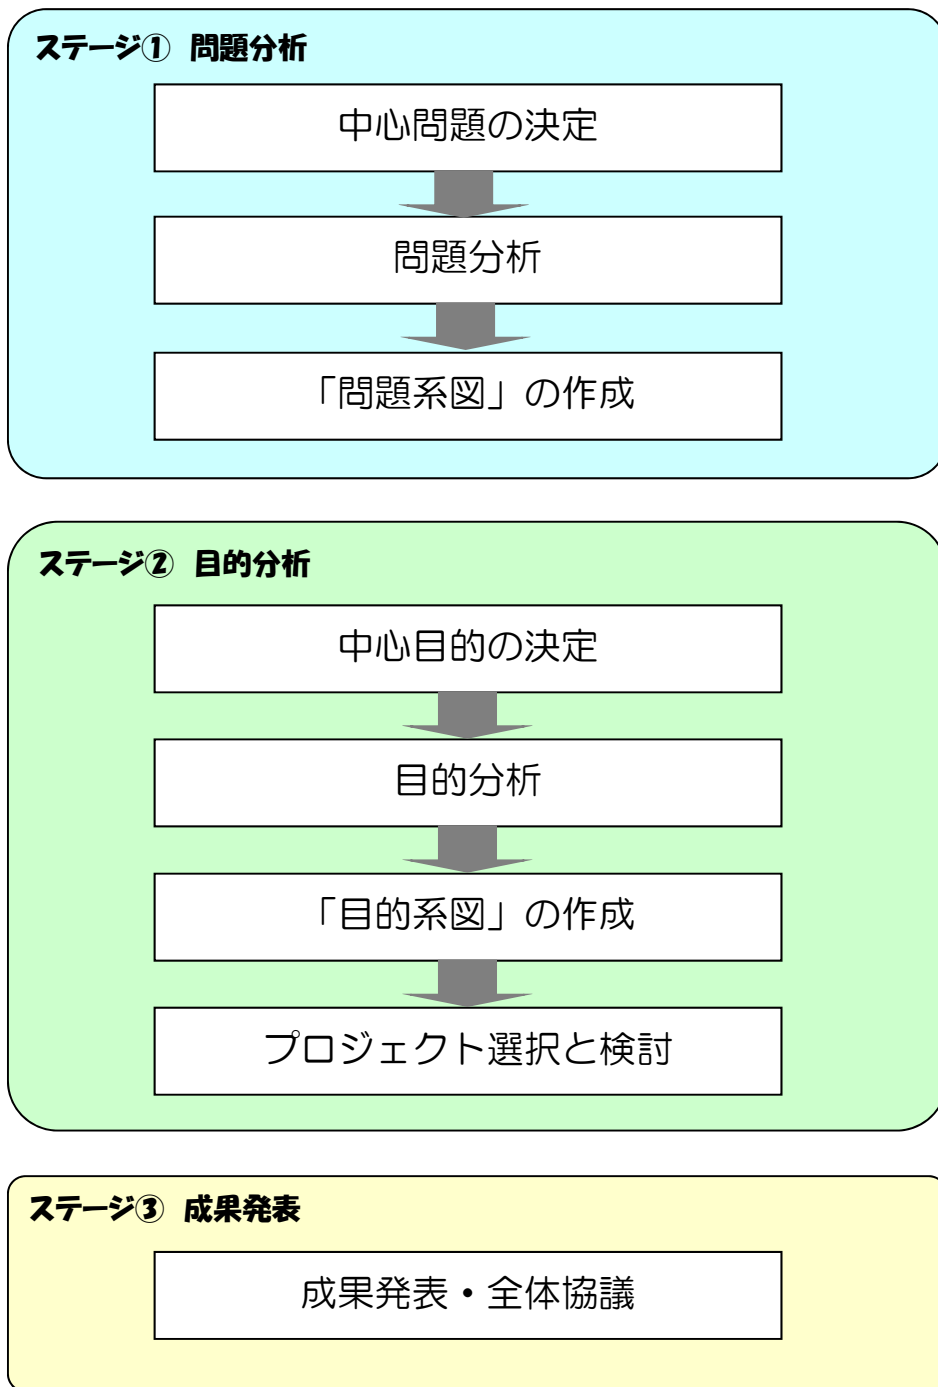 ステージ① 問題分析
中心問題の決定
問題分析
「問題系図」の作成
ステージ② 目的分析
中心目的の決定
目的分析
「目的系図」の作成
プロジェクト選択と検討
ステージ③ 成果発表
成果発表・全体協議